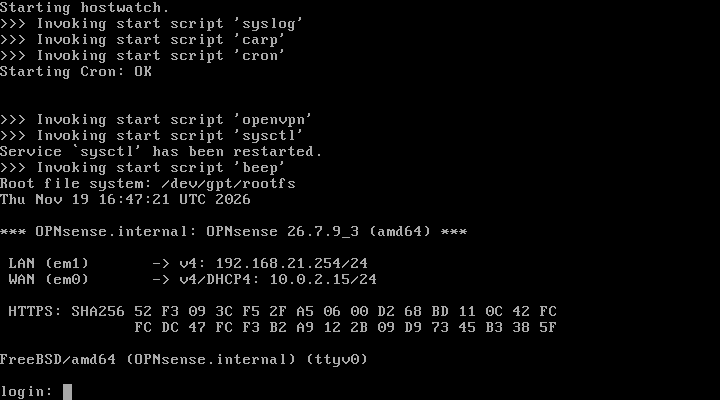 Starting hostwatch.
>>> Invoking start script 'syslog'
>>> Invoking start script 'carp'
>>> Invoking start script 'cron'
Starting Cron: OK
>>> Invoking start script 'openvpn'
>>> Invoking start script 'sysctl'
Service `sysctl' has been restarted.
>>> Invoking start script 'beep'
Root file system: /dev/gpt/rootfs
Thu Nov 19 16:47:21 UTC 2026
*** OPNsense.internal: OPNsense 26.7.9_3 (amd64) ***
LAN (em1) -> v4: 192.168.21.254/24
WAN (em0) -> v4/DHCP4: 10.0.2.15/24
HTTPS: SHA256 52 F3 09 3C F5 2F A5 06 00 D2 68 BD 11 0C 42 FC
FC DC 47 FC F3 B2 A9 12 2B 09 D9 73 45 B3 38 5F
FreeBSD/amd64 (OPNsense.internal) (ttyv0)
login: